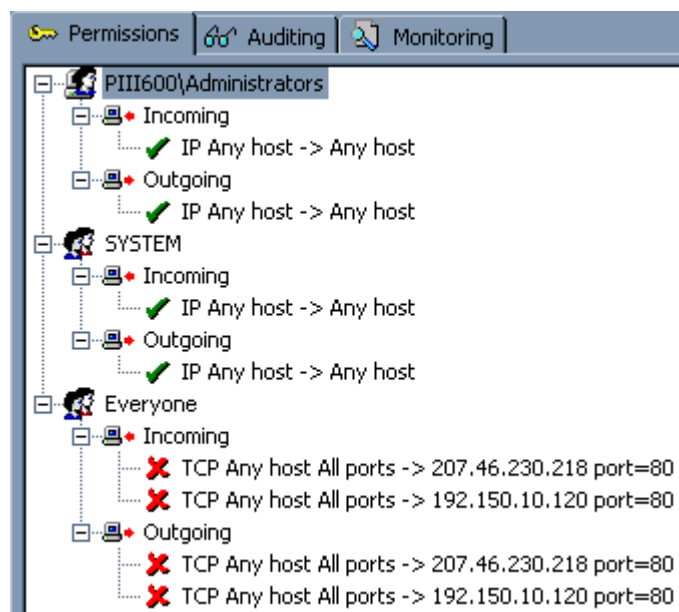 Permissions Auditing Monitoring
PIII600\Administrators
Incoming
IP Any host -> Any host
Outgoing
IP Any host -> Any host
SYSTEM
Incoming
IP Any host -> Any host
Outgoing
IP Any host -> Any host
Everyone
Incoming
TCP Any host All ports -> 207.46.230.218 port=80
TCP Any host All ports -> 192.150.10.120 port=80
Outgoing
TCP Any host All ports -> 207.46.230.218 port=80
TCP Any host All ports -> 192.150.10.120 port=80